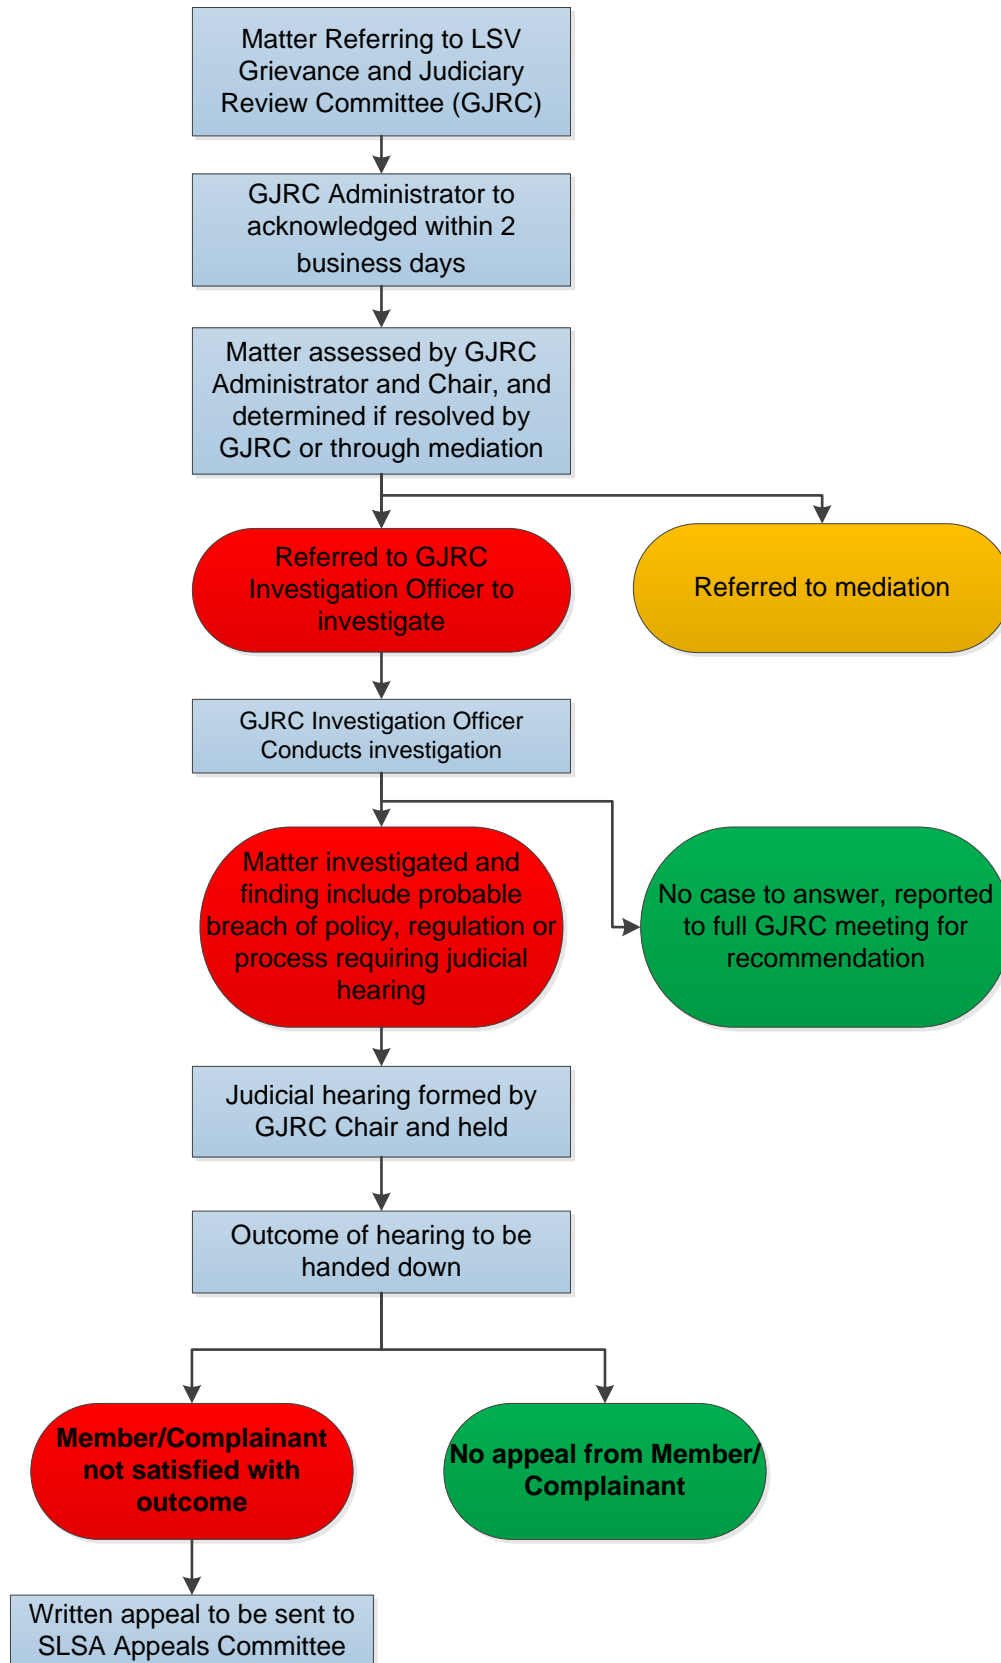 Matter Referring to LSV
Grievance and Judiciary
Review Committee (GJRC)
GJRC Administrator to
acknowledged within 2
business days
Matter assessed by GJRC
Administrator and Chair, and
determined if resolved by
GJRC or through mediation
Referred to GJRC
Investigation Officer to
investigate
Referred to mediation
GJRC Investigation Officer
Conducts investigation
Matter investigated and
finding include probable
breach of policy, regulation or
process requiring judicial
hearing
No case to answer, reported
to full GJRC meeting for
recommendation
Judicial hearing formed by
GJRC Chair and held
Outcome of hearing to be
handed down
Member/Complainant
not satisfied with
outcome
No appeal from Member/
Complainant
Written appeal to be sent to
SLSA Appeals Committee